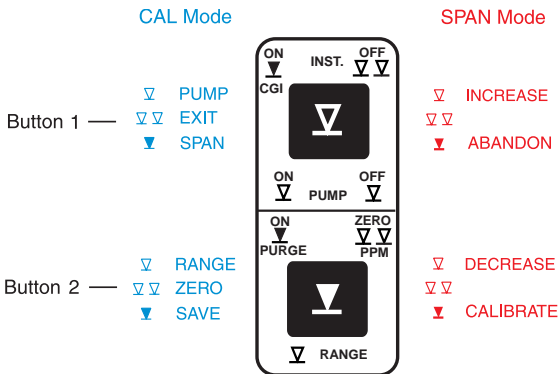 CAL Mode
SPAN Mode
ON
INST.
OFF
CGI
PUMP
EXIT
SPAN
Button 1
INCREASE
ABANDON
ON
OFF
PUMP
ON
ZERO
PURGE
PPM
RANGE
ZERO
SAVE
Button 2
DECREASE
CALIBRATE
RANGE